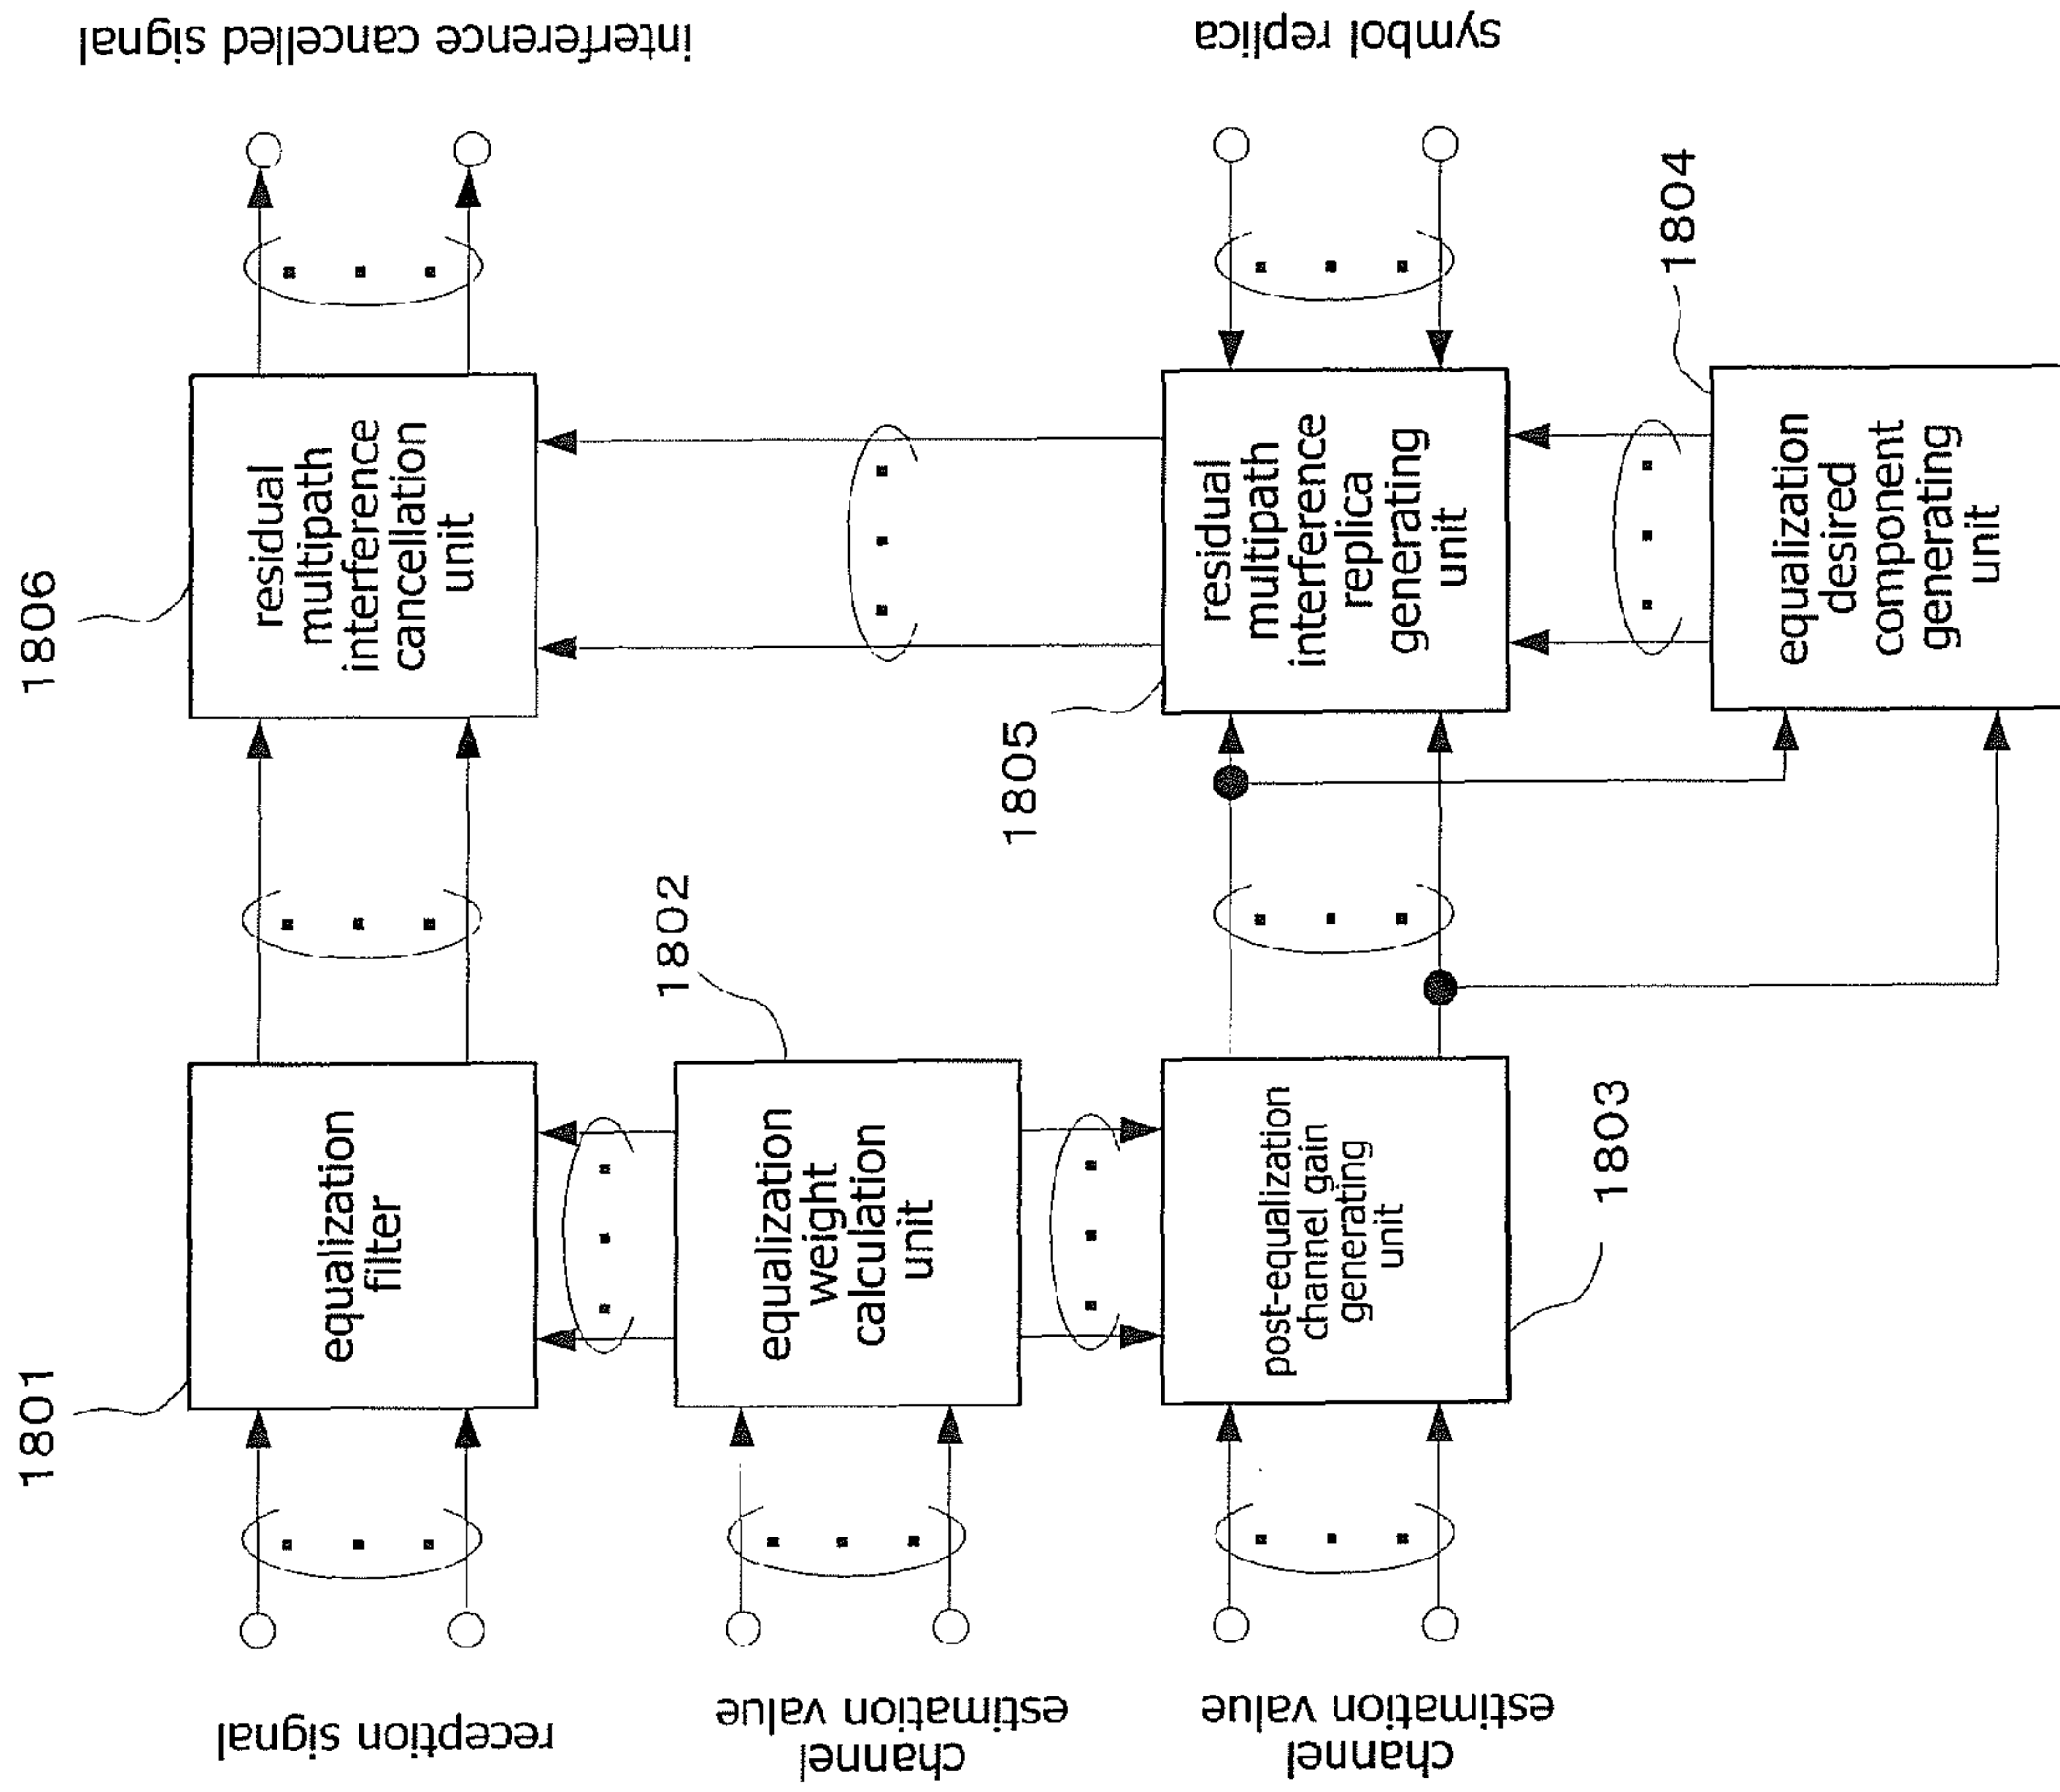 1801
equalization
filter
1806
residual
multipath
interference
cancellation
unit
interference cancelled signal
reception signal
1802
equalization
weight
calculation
unit
channel
estimation value
1803
post-equalization
channel gain
generating
unit
channel
estimation value
1805
residual
multipath
interference
replica
generating
unit
symbol replica
1804
equalization
desired
component
generating
unit